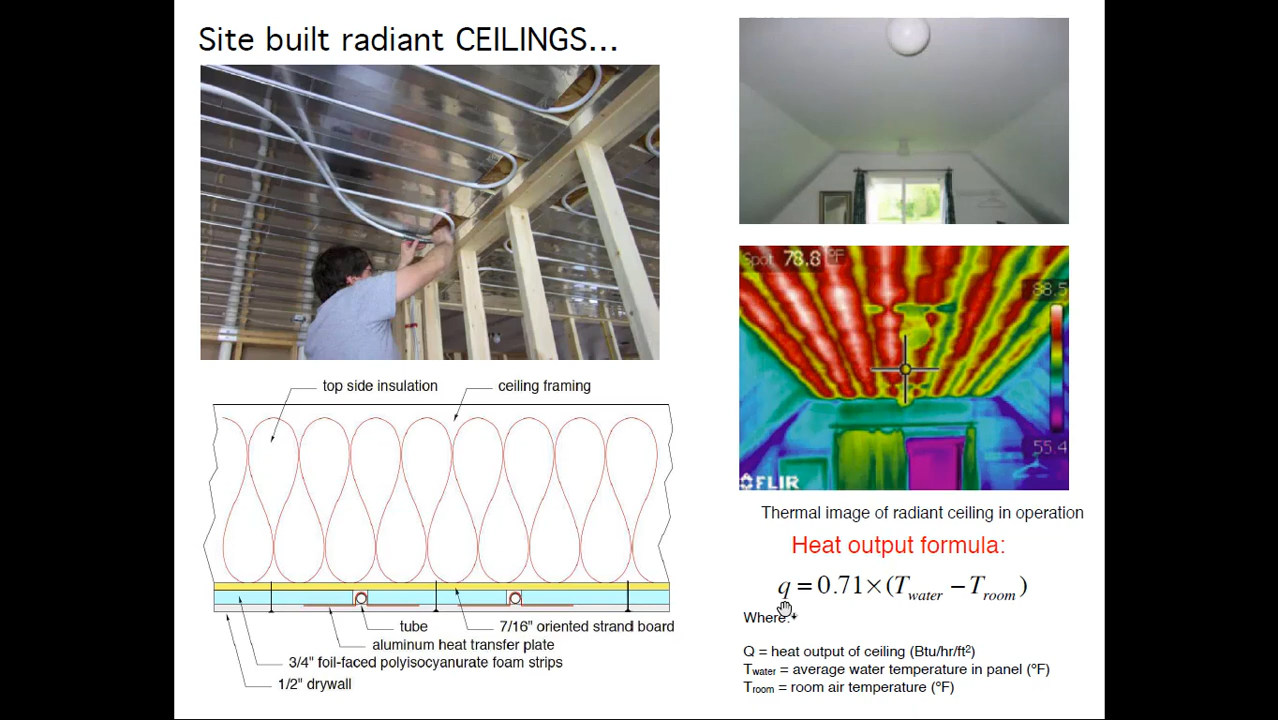 Site built radiant CEILINGS...
top side insulation
ceiling framing
tube
7/16" oriented strand board
aluminum heat transfer plate
3/4" foil-faced polyisocyanurate foam strips
1/2" drywall
Spot 78.8 °F
88.5
55.4
FLIR
Thermal image of radiant ceiling in operation
Heat output formula:
q = 0.71 × (Twater − Troom)
Where:
Q = heat output of ceiling (Btu/hr/ft²)
Twater = average water temperature in panel (ºF)
Troom = room air temperature (ºF)